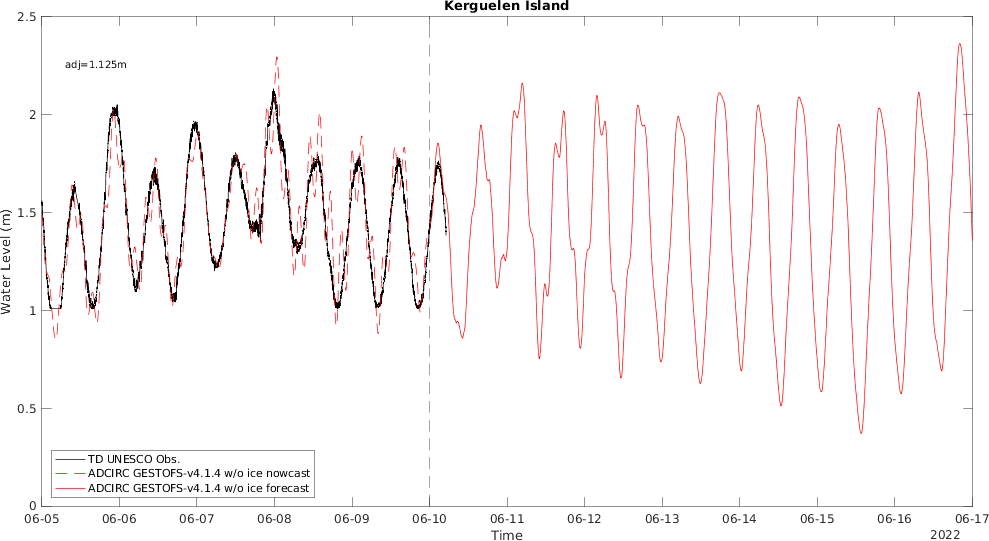 Kerguelen Island
2.5
adj=1.125m
2
1.5
Water Level (m)
1
0.5
TD UNESCO Obs.
ADCIRC GESTOFS-v4.1.4 w/o ice nowcast
ADCIRC GESTOFS-v4.1.4 w/o ice forecast
0
06-05 06-06 06-07 06-08 06-09 06-10 06-11 06-12 06-13 06-14 06-15 06-16 06-17
Time
2022